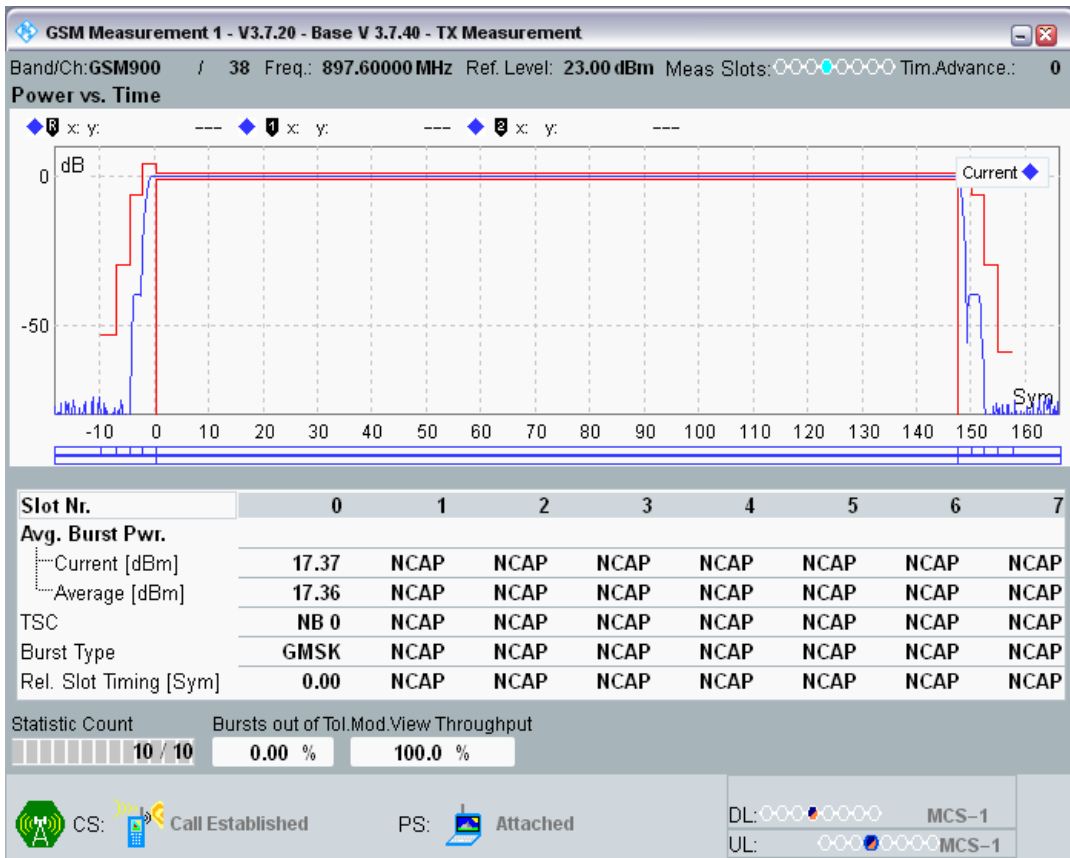 GSM Measurement 1 - V3.7.20 - Base V 3.7.40 - TX Measurement
Band/Ch:GSM900 / 38 Freq.: 897.60000 MHz Ref. Level: 23.00 dBm Meas Slots: Tim.Advance.: 0
Power vs. Time
R x: y: --- 1 x: y: --- 2 x: y: ---
dB
Current
0
-50
Sym
-10 0 10 20 30 40 50 60 70 80 90 100 110 120 130 140 150 160
Slot Nr. 0 1 2 3 4 5 6 7
Avg. Burst Pwr.
Current [dBm] 17.37 NCAP NCAP NCAP NCAP NCAP NCAP NCAP
Average [dBm] 17.36 NCAP NCAP NCAP NCAP NCAP NCAP NCAP
TSC NB 0 NCAP NCAP NCAP NCAP NCAP NCAP NCAP
Burst Type GMSK NCAP NCAP NCAP NCAP NCAP NCAP NCAP
Rel. Slot Timing [Sym] 0.00 NCAP NCAP NCAP NCAP NCAP NCAP NCAP
Statistic Count Bursts out of Tol.Mod.View Throughput
10 / 10 0.00 % 100.0 %
CS: Call Established PS: Attached
DL: MCS-1
UL: MCS-1